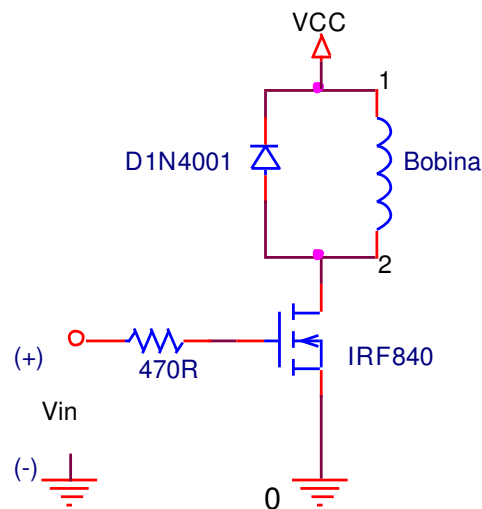 VCC
1
D1N4001
Bobina
2
IRF840
470R
(+)
Vin
(-)
0